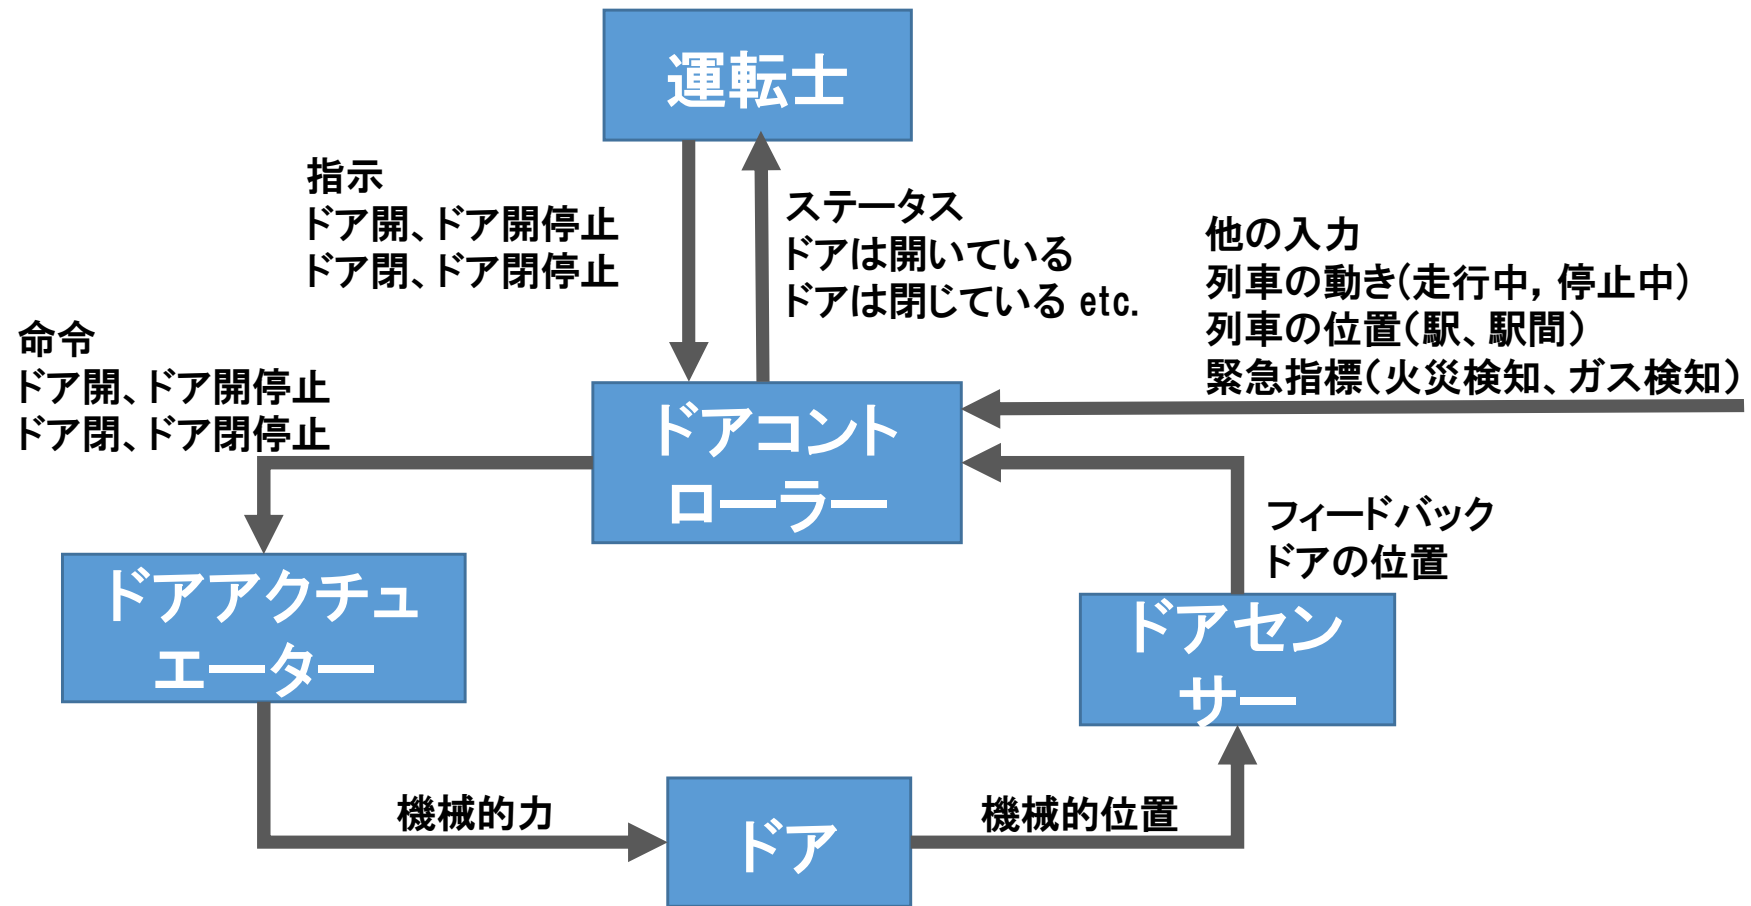 運転士
指示
ドア開、ドア開停止
ドア閉、ドア閉停止
ステータス
ドアは開いている
ドアは閉じている etc.
他の入力
列車の動き(走行中，停止中)
列車の位置(駅、駅間)
緊急指標(火災検知、ガス検知)
命令
ドア開、ドア開停止
ドア閉、ドア閉停止
ドアコント
ローラー
フィードバック
ドアの位置
ドアアクチュ
エーター
ドアセン
サー
機械的力
ドア
機械的位置